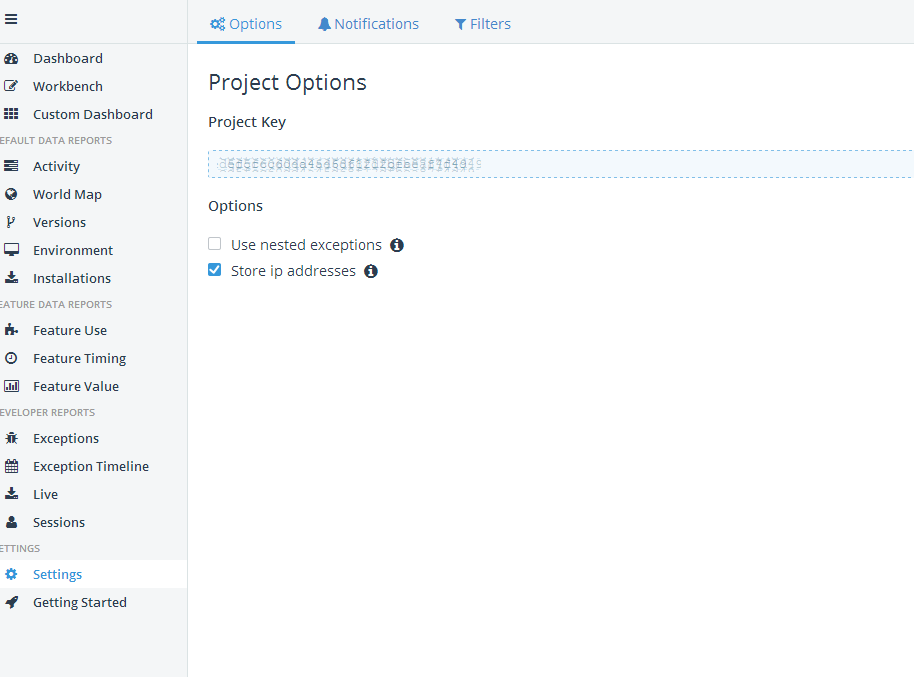 Options
Notifications
Filters
Dashboard
Workbench
Custom Dashboard
EFAULT DATA REPORTS
Activity
World Map
Versions
Environment
Installations
EATURE DATA REPORTS
Feature Use
Feature Timing
Feature Value
EVELOPER REPORTS
Exceptions
Exception Timeline
Live
Sessions
ETTINGS
Settings
Getting Started
Project Options
Project Key
Options
Use nested exceptions
Store ip addresses